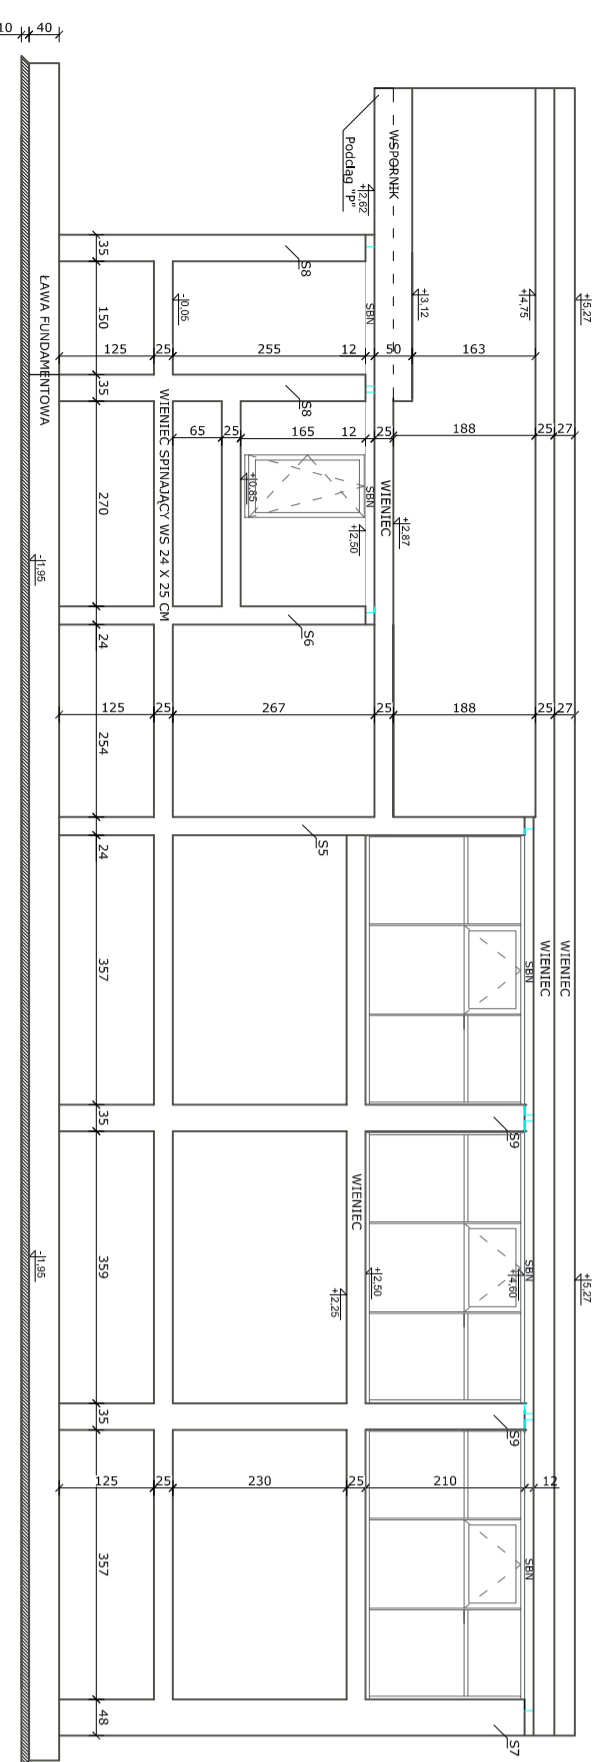 10
40
WSPORNIK
Podciąg "P"
+2,62
+3,12
+4,75
+5,27
35
S8
SBN
150
-0,05
125
25
255
12
50
163
ŁAWA FUNDAMENTOWA
35
S8
WIENIEC SPINAJĄCY WS 24 X 25 CM
65
25
165
12
25
188
25
27
270
+0,85
SBN
WIENIEC
+2,50
+2,87
-1,95
24
S6
125
25
267
25
188
25
27
254
24
S5
357
SBN
WIENIEC
WIENIEC
35
S9
WIENIEC
359
-1,95
+2,50
+2,25
SBN
+4,60
+5,27
35
S9
125
25
230
25
210
12
357
SBN
48
S7